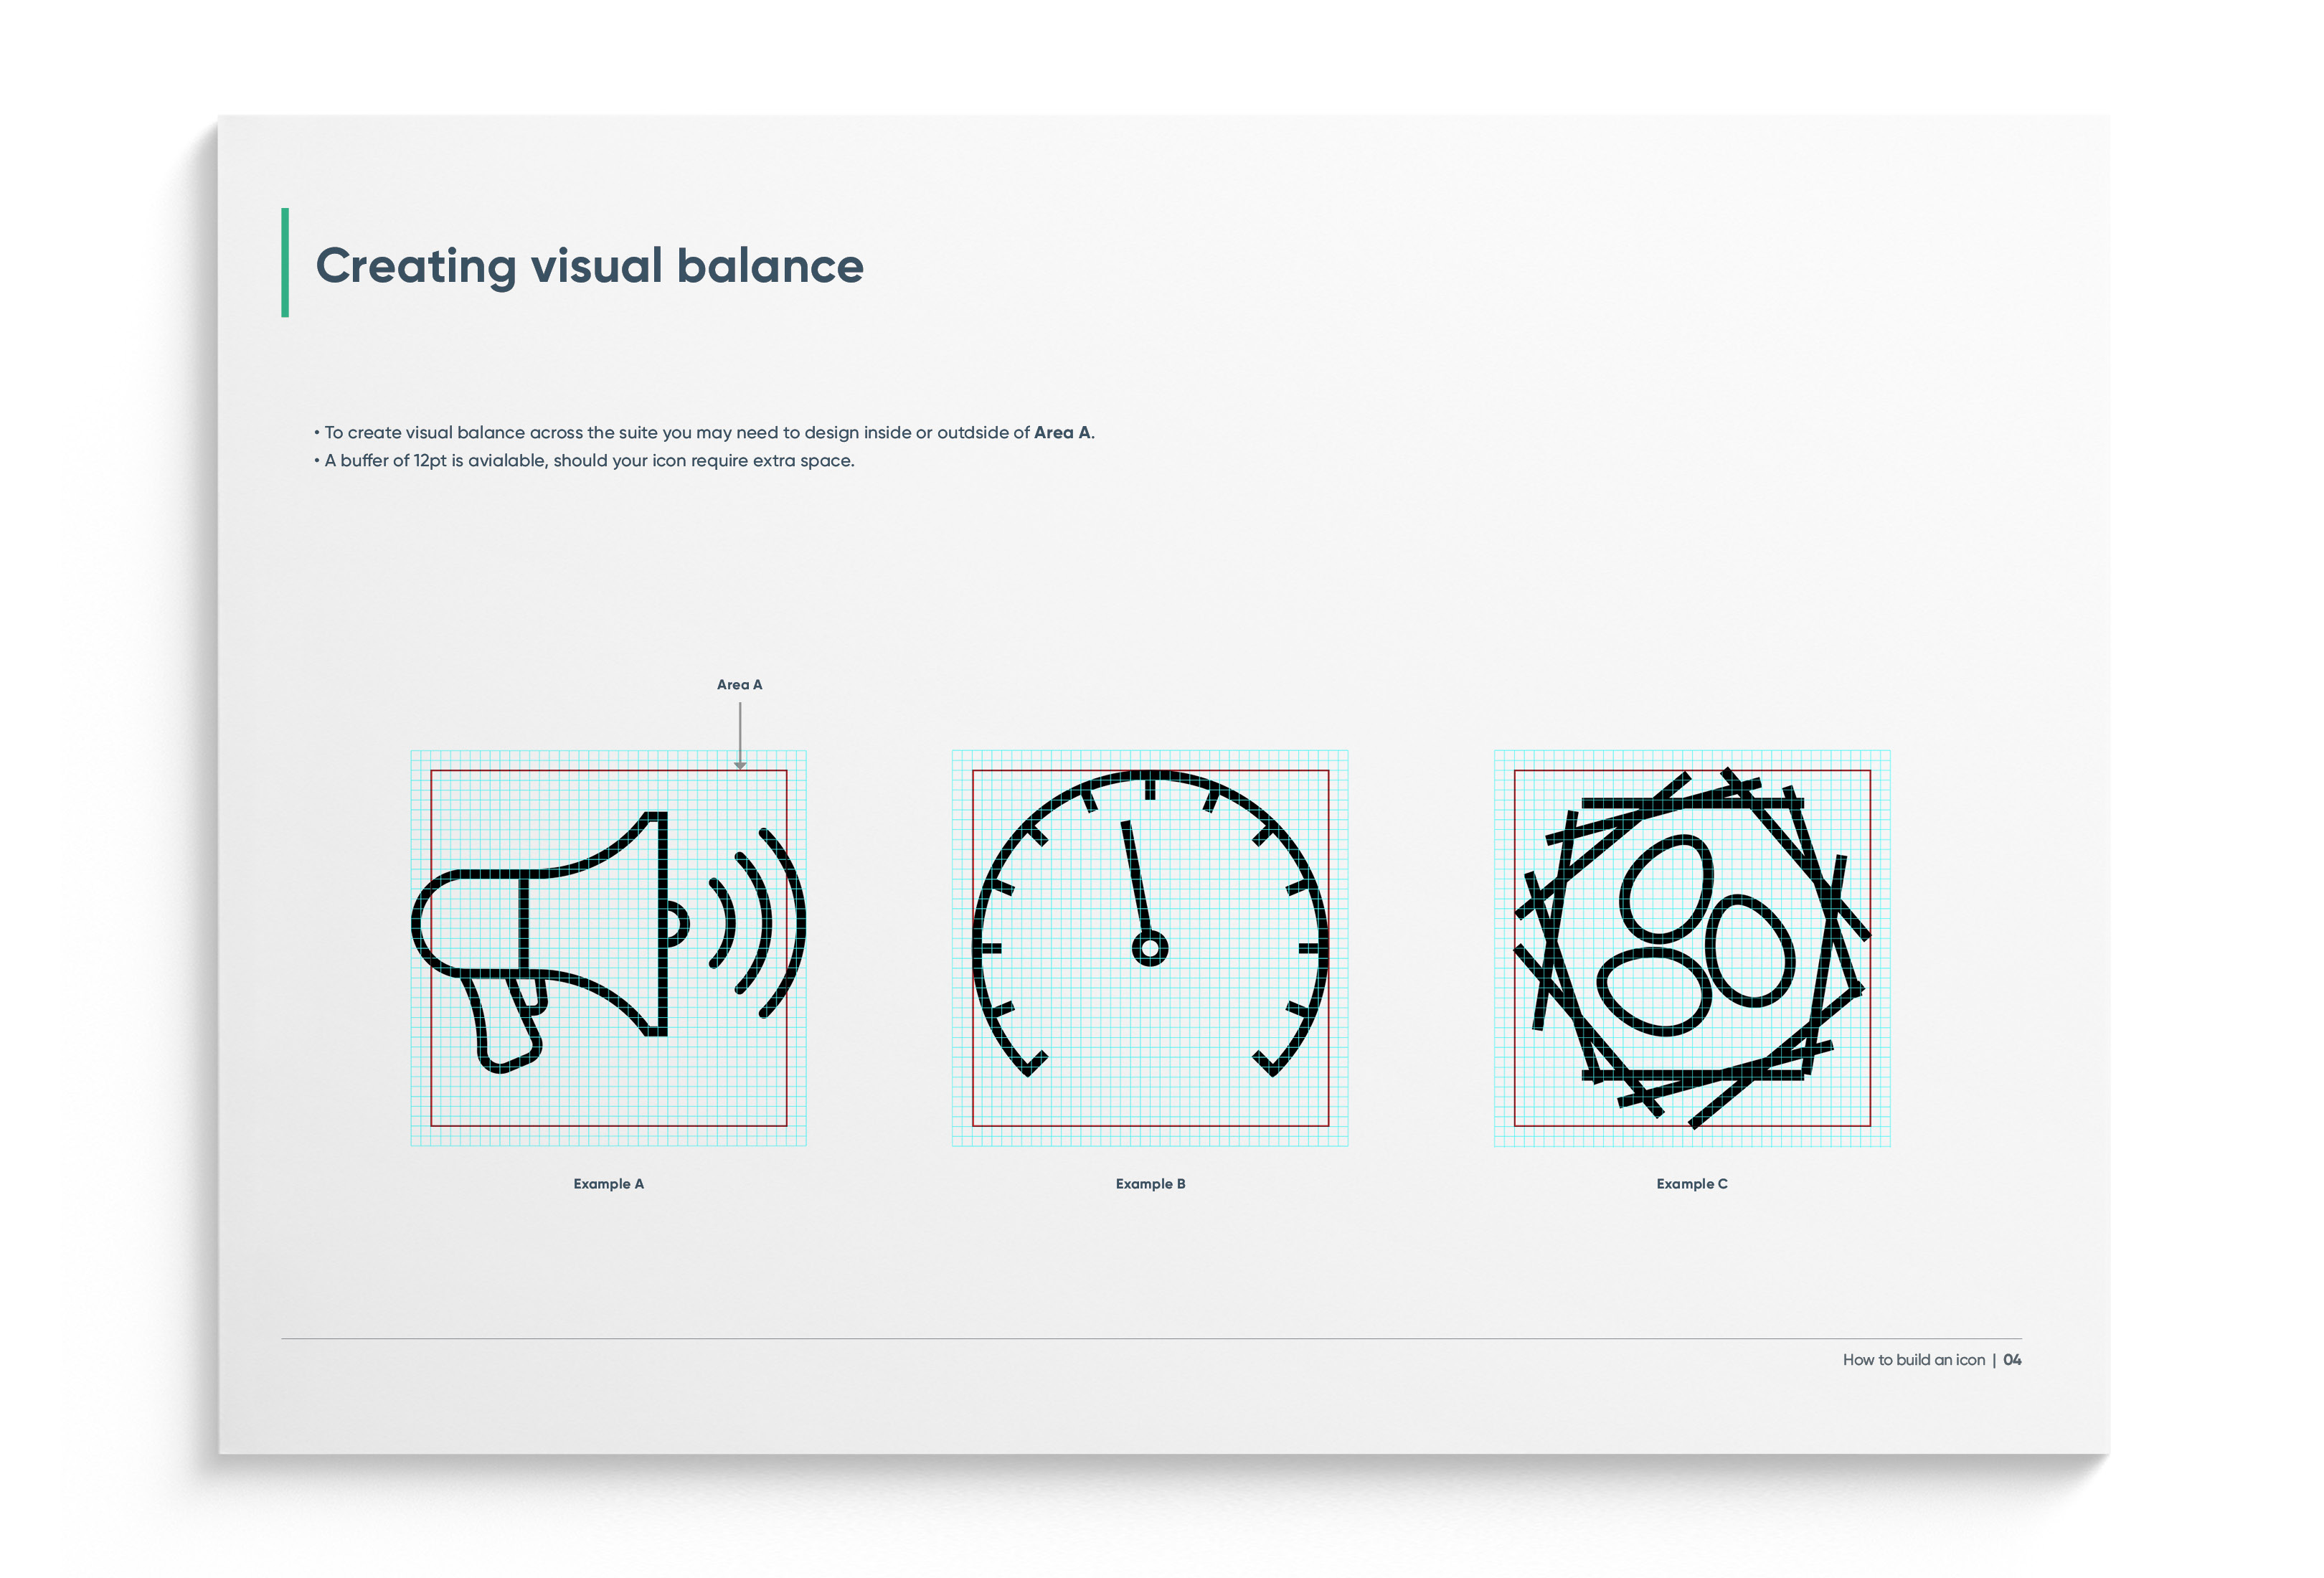 Creating visual balance
• To create visual balance across the suite you may need to design inside or outdside of Area A.
• A buffer of 12pt is avialable, should your icon require extra space.
Area A
Example A
Example B
Example C
How to build an icon | 04